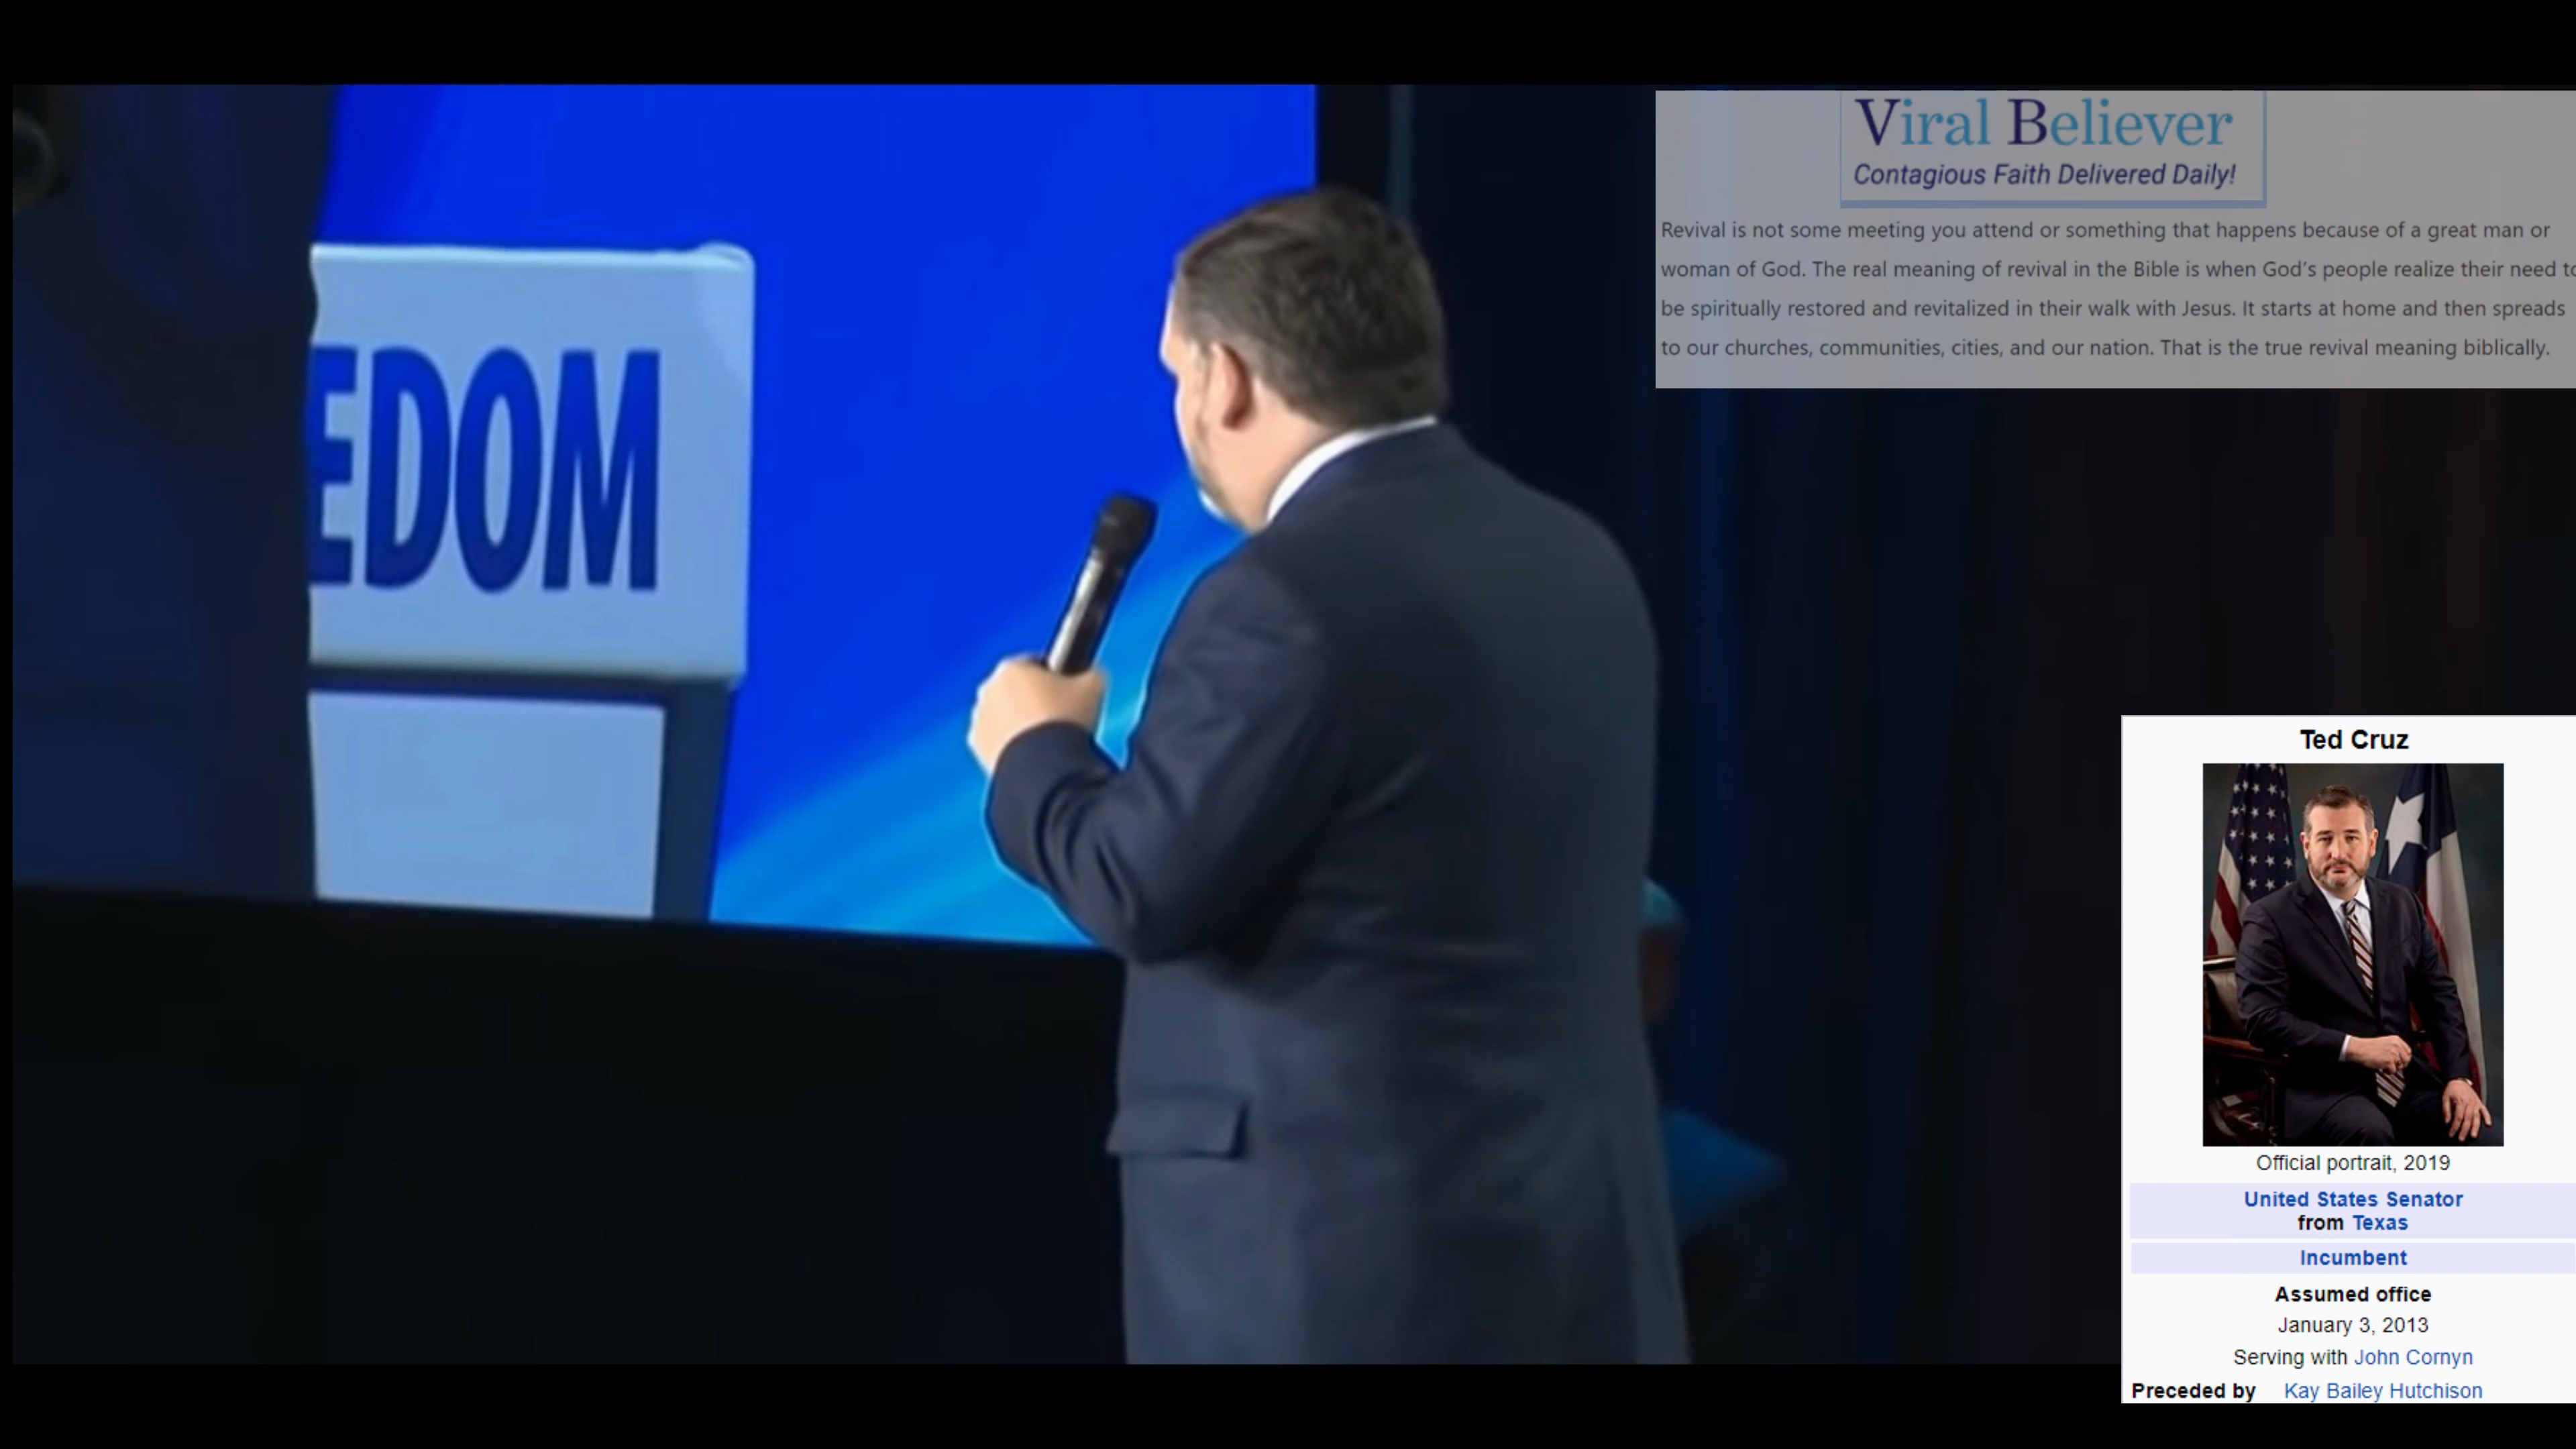 EDOM
Viral Believer
Contagious Faith Delivered Daily!
Revival is not some meeting you attend or something that happens because of a great man or
woman of God. The real meaning of revival in the Bible is when God's people realize their need to
be spiritually restored and revitalized in their walk with Jesus. It starts at home and then spreads
to our churches, communities, cities, and our nation. That is the true revival meaning biblically.
Ted Cruz
Official portrait, 2019
United States Senator
from Texas
Incumbent
Assumed office
January 3, 2013
Serving with John Cornyn
Preceded by Kay Bailey Hutchison